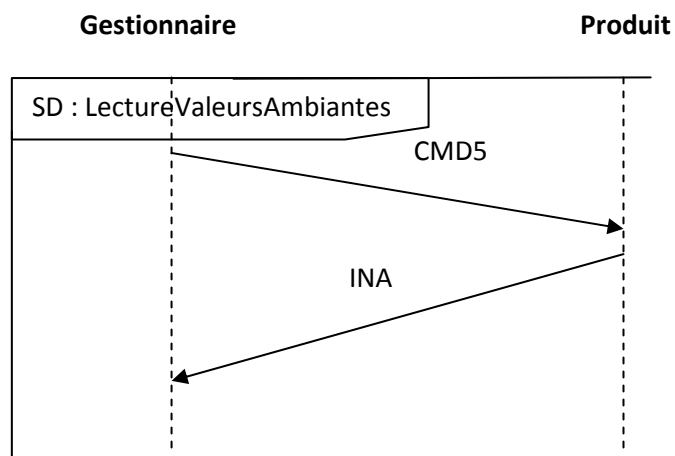 Gestionnaire
Produit
SD : LectureValeursAmbiantes
CMD5
INA